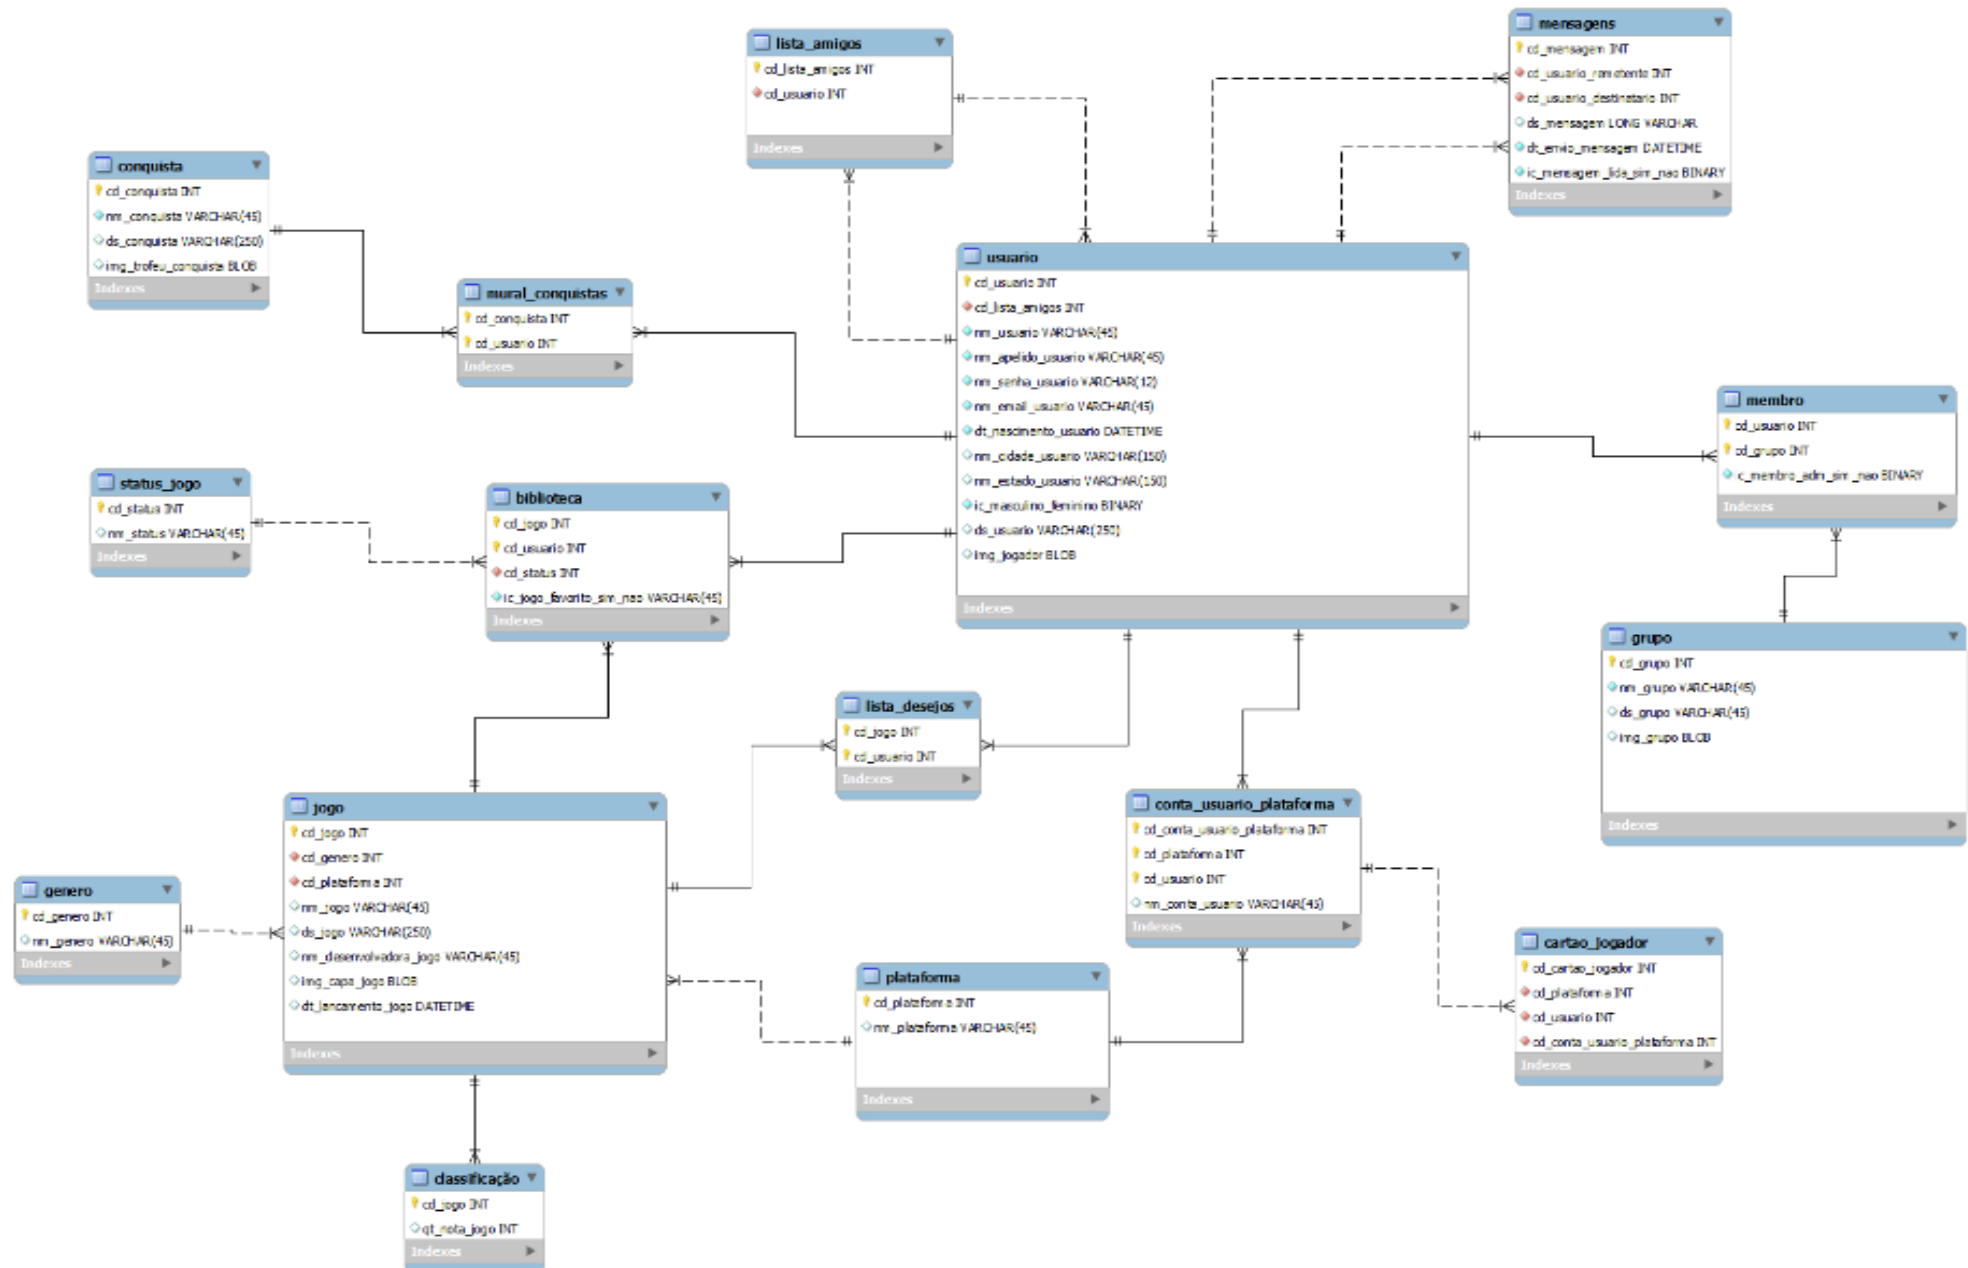 lista_amigos
cd_lista_amigos INT
cd_usuario INT
Indexes
mensagens
cd_mensagem INT
cd_usuario_remetente INT
cd_usuario_destinatario INT
ds_mensagem LONG VARCHAR
dt_envio_mensagem DATETIME
ic_mensagem _lida_sim_nao BINARY
Indexes
conquista
cd_conquista INT
nm_conquista VARCHAR(45)
ds_conquista VARCHAR(250)
img_trofeu_conquista BLOB
Indexes
mural_conquistas
cd_conquista INT
cd_usuario INT
Indexes
usuario
cd_usuario INT
cd_lista_amigos INT
nm_usuario VARCHAR(45)
nm_apelido_usuario VARCHAR(45)
nm_senha_usuario VARCHAR(12)
nm_email_usuario VARCHAR(45)
dt_nascimento_usuario DATETIME
nm_cidade_usuario VARCHAR(150)
nm_estado_usuario VARCHAR(150)
ic_masculino_feminino BINARY
ds_usuario VARCHAR(250)
img_jogador BLOB
Indexes
membro
cd_usuario INT
cd_grupo INT
ic_membro_adm_sim_nao BINARY
Indexes
status_jogo
cd_status INT
nm_status VARCHAR(45)
Indexes
biblioteca
cd_jogo INT
cd_usuario INT
cd_status INT
ic_jogo_favorito_sim_nao VARCHAR(45)
Indexes
grupo
cd_grupo INT
nm_grupo VARCHAR(45)
ds_grupo VARCHAR(45)
img_grupo BLOB
Indexes
lista_desejos
cd_jogo INT
cd_usuario INT
Indexes
jogo
cd_jogo INT
cd_genero INT
cd_plataforma INT
nm_jogo VARCHAR(45)
ds_jogo VARCHAR(250)
nm_desenvolvedora_jogo VARCHAR(45)
img_capa_jogo BLOB
dt_lancamento_jogo DATETIME
Indexes
conta_usuario_plataforma
cd_conta_usuario_plataforma INT
cd_plataforma INT
cd_usuario INT
nm_conta_usuario VARCHAR(45)
Indexes
genero
cd_genero INT
nm_genero VARCHAR(45)
Indexes
cartao_jogador
cd_cartao_jogador INT
cd_plataforma INT
cd_usuario INT
cd_conta_usuario_plataforma INT
Indexes
plataforma
cd_plataforma INT
nm_plataforma VARCHAR(45)
Indexes
classificação
cd_jogo INT
qt_nota_jogo INT
Indexes